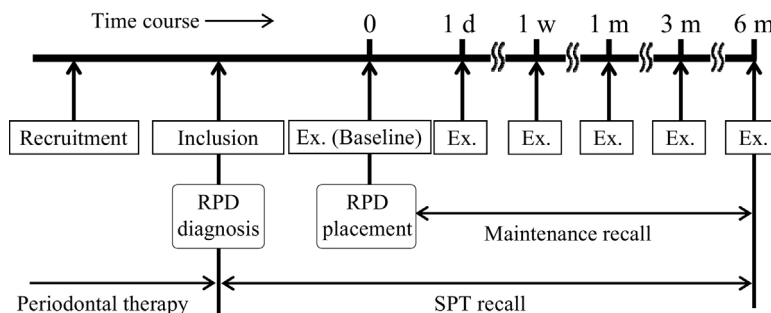 Time course
0
1 d
1 w
1 m
3 m
6 m
Recruitment
Inclusion
Ex. (Baseline)
Ex.
Ex.
Ex.
Ex.
Ex.
RPD
diagnosis
RPD
placement
Maintenance recall
Periodontal therapy
SPT recall